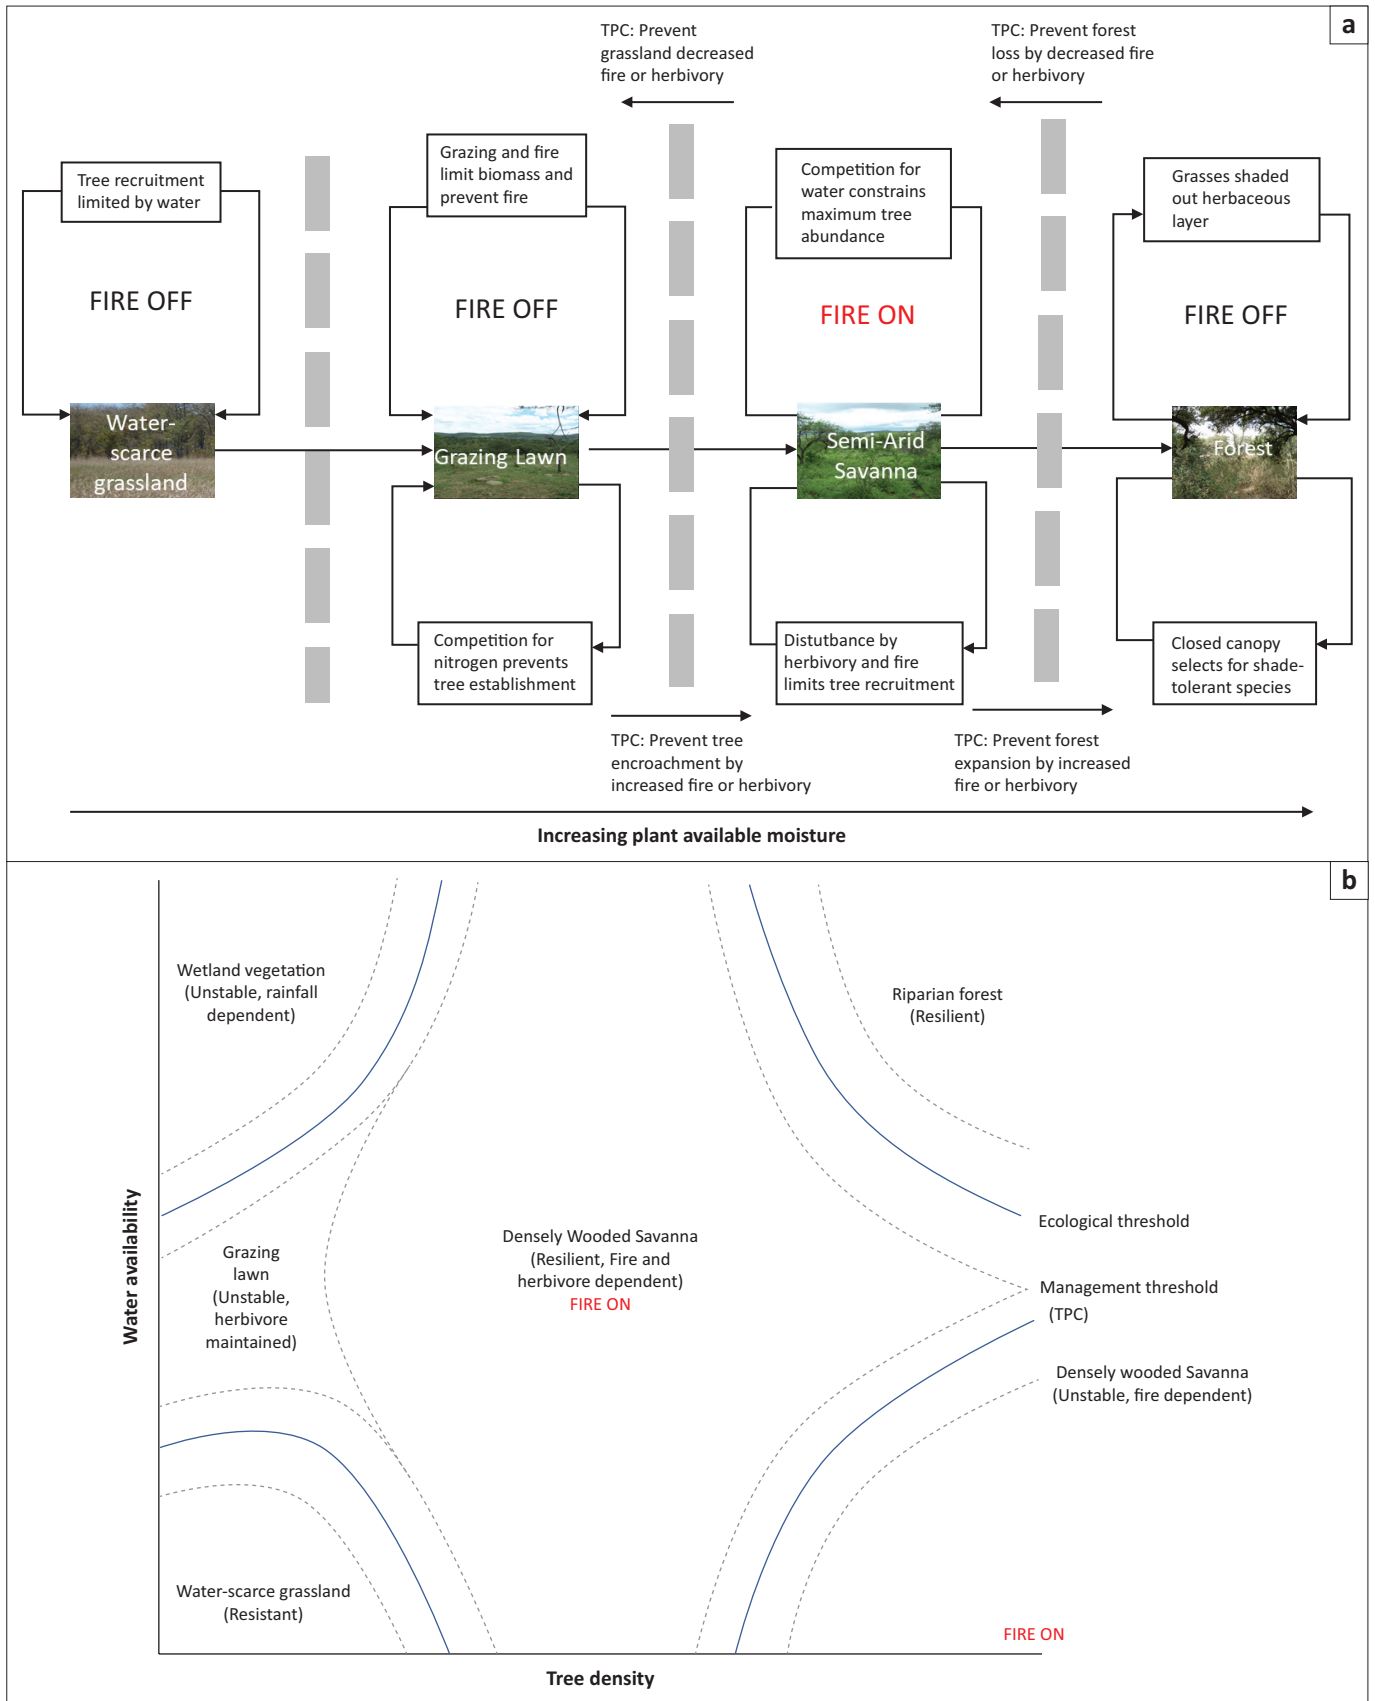 a
TPC: Prevent
grassland decreased
fire or herbivory
TPC: Prevent forest
loss by decreased fire
or herbivory
Tree recruitment
limited by water
Grazing and fire
limit biomass and
prevent fire
Competition for
water constrains
maximum tree
abundance
Grasses shaded
out herbaceous
layer
FIRE OFF
FIRE OFF
FIRE ON
FIRE OFF
Water-
scarce
grassland
Grazing Lawn
Semi-Arid
Savanna
Forest
Competition for
nitrogen prevents
tree establishment
Distutbance by
herbivory and fire
limits tree recruitment
Closed canopy
selects for shade-
tolerant species
TPC: Prevent tree
encroachment by
increased fire or herbivory
TPC: Prevent forest
expansion by increased
fire or herbivory
Increasing plant available moisture
b
Wetland vegetation
(Unstable, rainfall
dependent)
Riparian forest
(Resilient)
Water availability
Grazing
lawn
(Unstable,
herbivore
maintained)
Densely Wooded Savanna
(Resilient, Fire and
herbivore dependent)
FIRE ON
Ecological threshold
Management threshold
(TPC)
Densely wooded Savanna
(Unstable, fire dependent)
Water-scarce grassland
(Resistant)
FIRE ON
Tree density